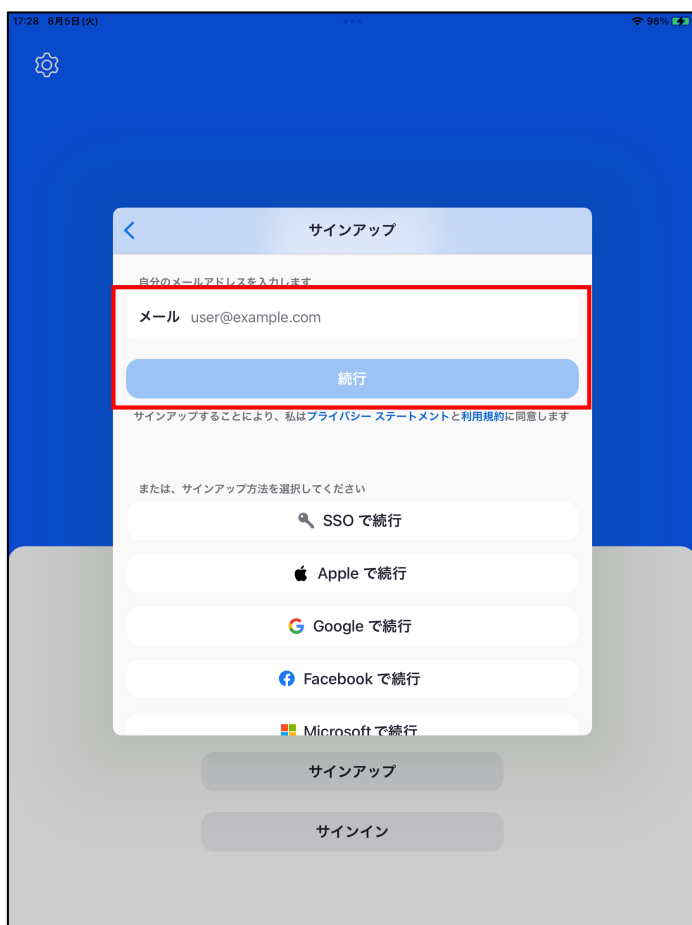 17:28 8月5日(火)
98%
サインアップ
自分のメールアドレスを入力します
メール user@example.com
続行
サインアップすることにより、私はプライバシー ステートメントと利用規約に同意します
または、サインアップ方法を選択してください
SSO で続行
Apple で続行
Google で続行
Facebook で続行
Microsoft で続行
サインアップ
サインイン